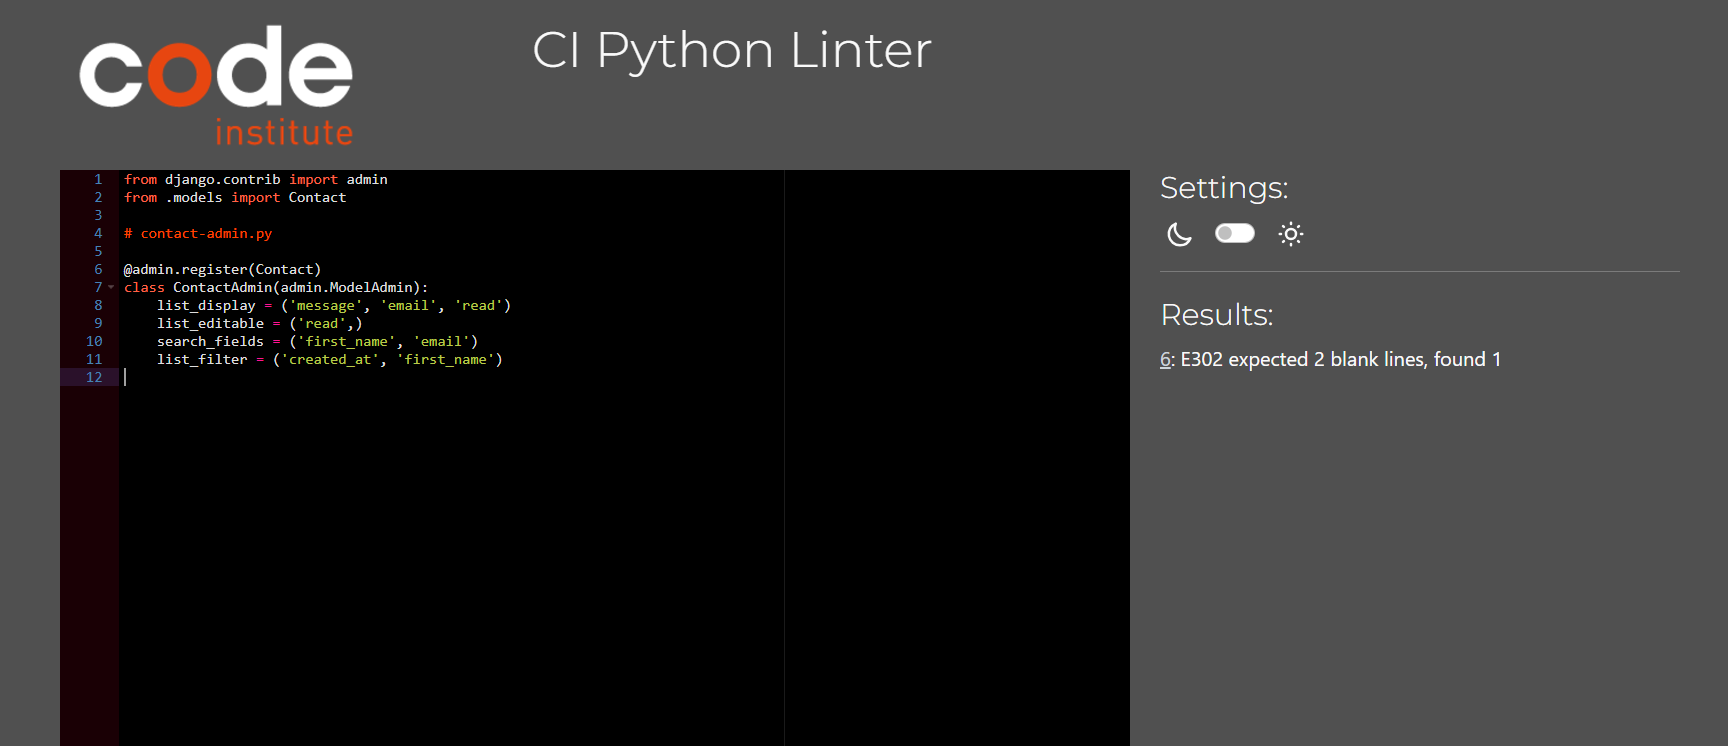 code
institute
CI Python Linter
1 from django.contrib import admin
2 from .models import Contact
3
4 # contact-admin.py
5
6 @admin.register(Contact)
7 class ContactAdmin(admin.ModelAdmin):
8     list_display = ('message', 'email', 'read')
9     list_editable = ('read',)
10     search_fields = ('first_name', 'email')
11     list_filter = ('created_at', 'first_name')
12
Settings:
Results:
6: E302 expected 2 blank lines, found 1